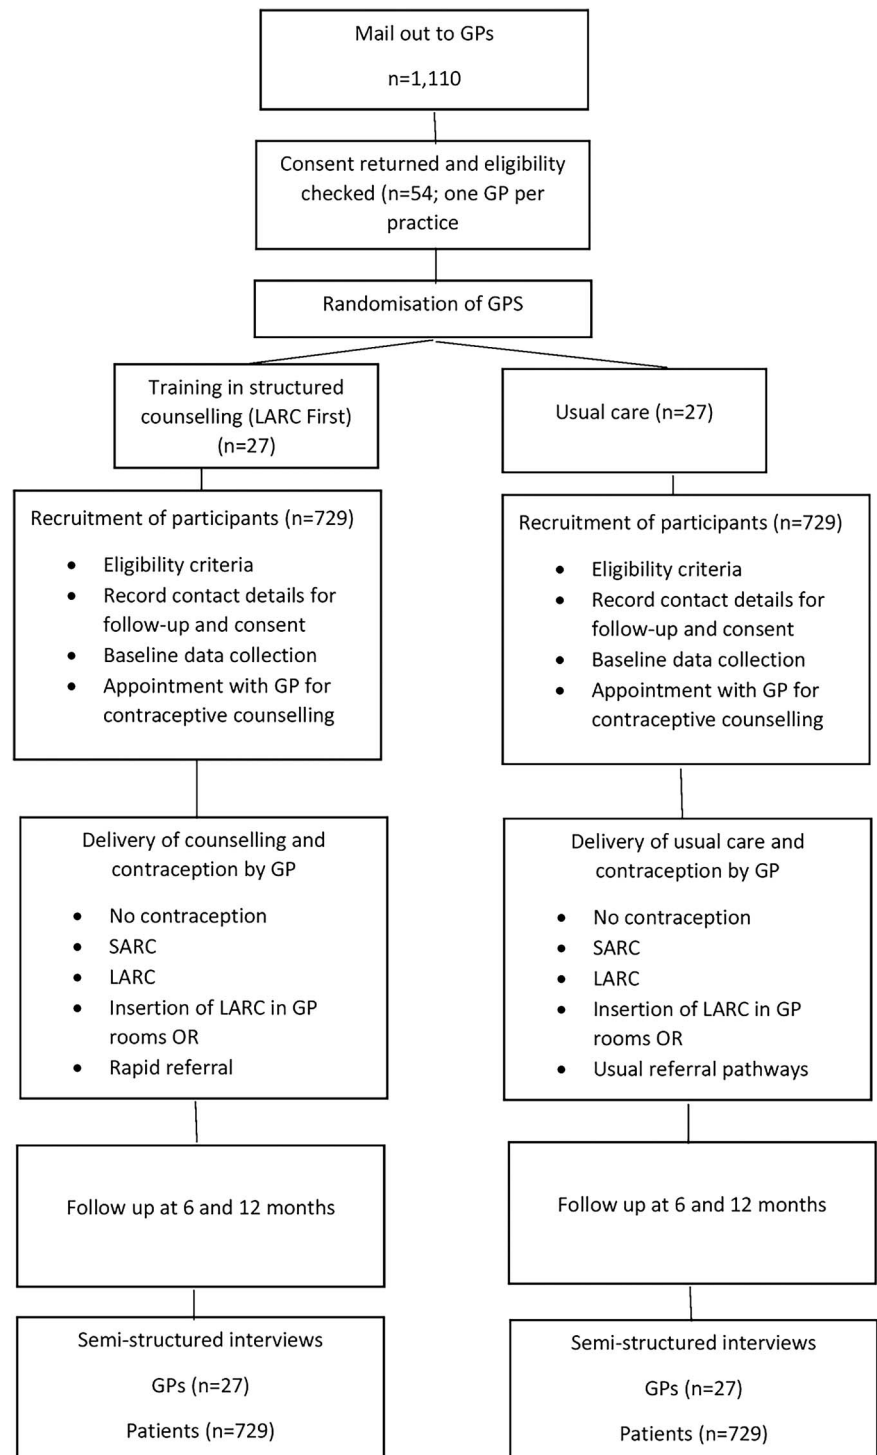 Mail out to GPs
n=1,110
Consent returned and eligibility
checked (n=54; one GP per
practice
Randomisation of GPS
Training in structured
counselling (LARC First)
(n=27)
Usual care (n=27)
Recruitment of participants (n=729)
• Eligibility criteria
• Record contact details for
follow-up and consent
• Baseline data collection
• Appointment with GP for
contraceptive counselling
Recruitment of participants (n=729)
• Eligibility criteria
• Record contact details for
follow-up and consent
• Baseline data collection
• Appointment with GP for
contraceptive counselling
Delivery of counselling and
contraception by GP
• No contraception
• SARC
• LARC
• Insertion of LARC in GP
rooms OR
• Rapid referral
Delivery of usual care and
contraception by GP
• No contraception
• SARC
• LARC
• Insertion of LARC in GP
rooms OR
• Usual referral pathways
Follow up at 6 and 12 months
Follow up at 6 and 12 months
Semi-structured interviews
GPs (n=27)
Patients (n=729)
Semi-structured interviews
GPs (n=27)
Patients (n=729)